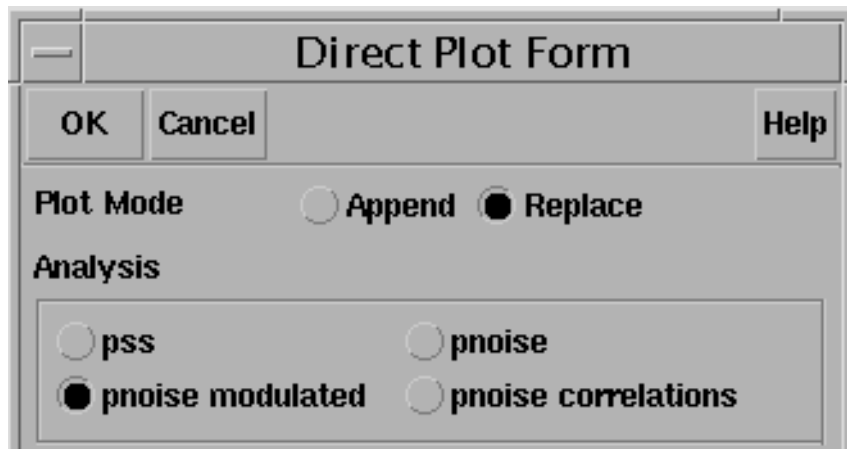 Direct Plot Form
OK Cancel Help
Plot Mode Append Replace
Analysis
pss pnoise
pnoise modulated pnoise correlations